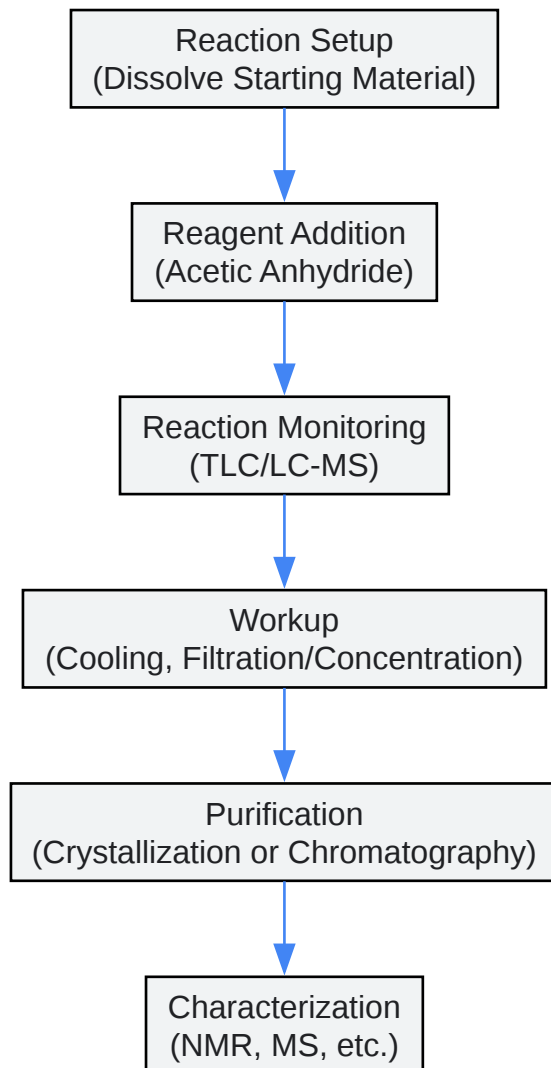 Reaction Setup
(Dissolve Starting Material)
Reagent Addition
(Acetic Anhydride)
Reaction Monitoring
(TLC/LC-MS)
Workup
(Cooling, Filtration/Concentration)
Purification
(Crystallization or Chromatography)
Characterization
(NMR, MS, etc.)